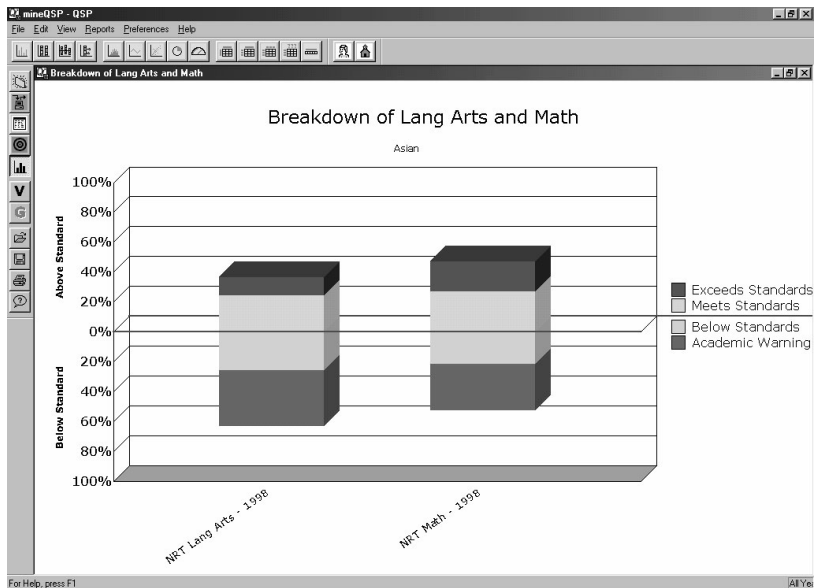 mineQSP - QSP
File Edit View Reports Preferences Help
Breakdown of Lang Arts and Math
Breakdown of Lang Arts and Math
Asian
100%
80%
60%
40%
20%
0%
20%
40%
60%
80%
100%
Above Standard
Below Standard
NRT Lang Arts - 1998
NRT Math - 1998
Exceeds Standards
Meets Standards
Below Standards
Academic Warning
V
G
For Help, press F1
All Yea